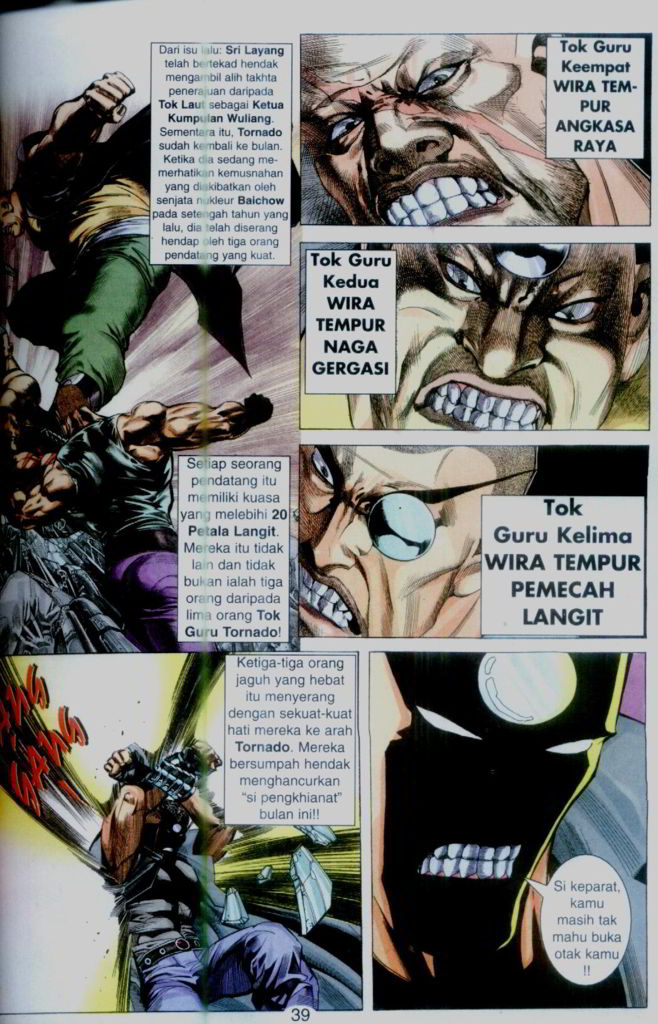 Dari isu lalu: Sri Layang
telah bertekad hendak
mengambil alih takhta
penerajuan daripada
Tok Laut sebagai Ketua
Kumpulan Wuliang.
Sementara itu, Tornado
sudah kembali ke bulan.
Ketika dia sedang me-
merhatikan kemusnahan
yang diakibatkan oleh
senjata nukleur Baichow
pada setengah tahun yang
lalu, dia telah diserang
hendap oleh tiga orang
pendatang yang kuat.
Tok Guru
Keempat
WIRA TEM-
PUR
ANGKASA
RAYA
Tok Guru
Kedua
WIRA
TEMPUR
NAGA
GERGASI
Setiap seorang
pendatang itu
memiliki kuasa
yang melebihi 20
Petala Langit.
Mereka itu tidak
lain dan tidak
bukan ialah tiga
orang daripada
lima orang Tok
Guru Tornado!
Tok
Guru Kelima
WIRA TEMPUR
PEMECAH
LANGIT
Ketiga-tiga orang
jaguh yang hebat
itu menyerang
dengan sekuat-kuat
hati mereka ke arah
Tornado. Mereka
bersumpah hendak
menghancurkan
“si pengkhianat”
bulan ini!!
SANG
Si keparat,
kamu
masih tak
mahu buka
otak kamu
!!
39